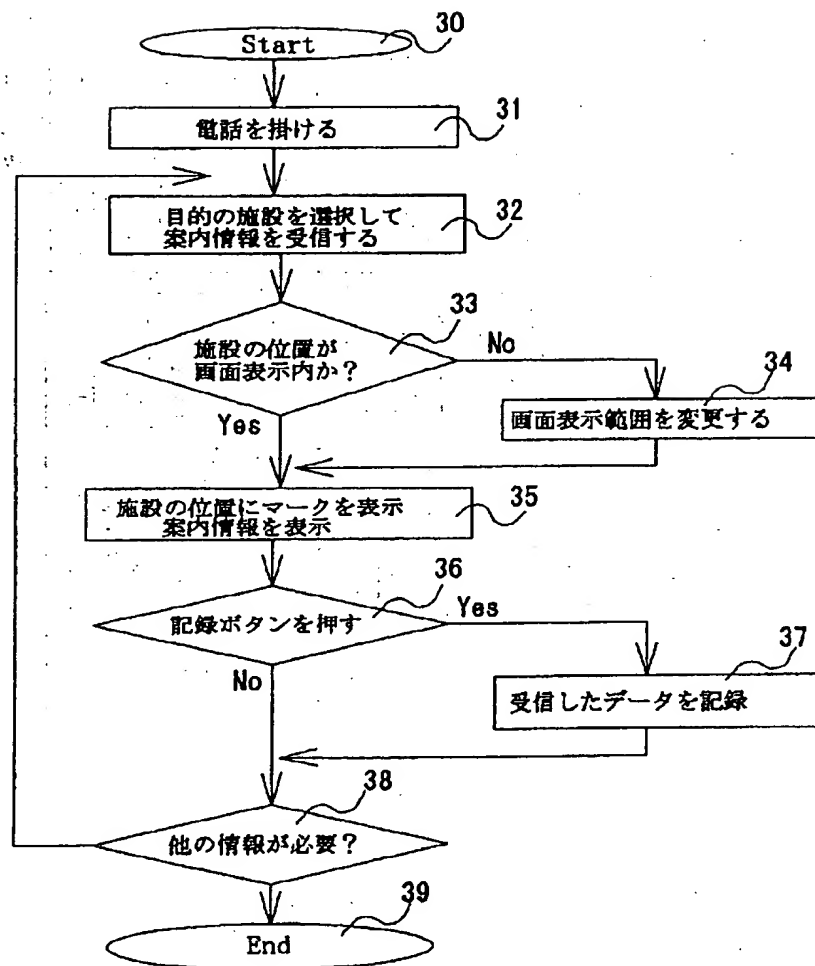 30
Start
31
電話を掛ける
32
目的の施設を選択して
案内情報を受信する
33
施設の位置が
画面表示内か？
No
34
画面表示範囲を変更する
Yes
35
施設の位置にマークを表示
案内情報を表示
36
記録ボタンを押す
Yes
37
受信したデータを記録
No
38
他の情報が必要？
39
End